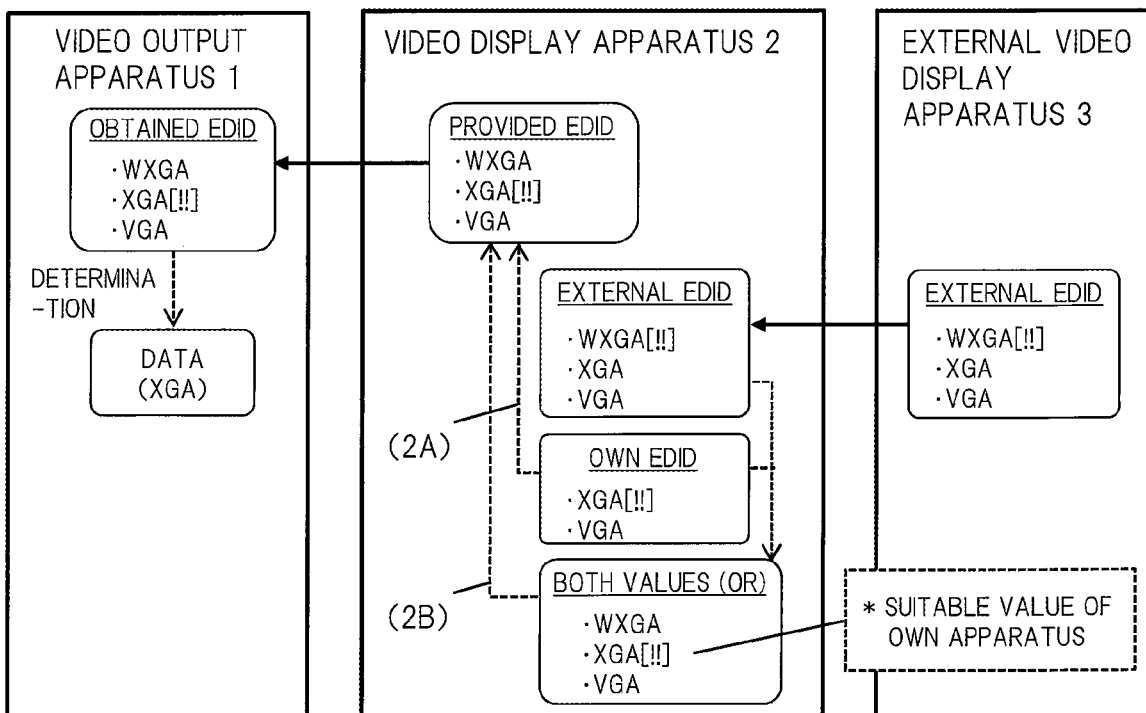 VIDEO OUTPUT
APPARATUS 1
OBTAINED EDID
·WXGA
·XGA[!!]
·VGA
DETERMINA
-TION
DATA
(XGA)
VIDEO DISPLAY APPARATUS 2
PROVIDED EDID
·WXGA
·XGA[!!]
·VGA
EXTERNAL EDID
·WXGA[!!]
·XGA
·VGA
(2A)
OWN EDID
·XGA[!!]
·VGA
(2B)
BOTH VALUES (OR)
·WXGA
·XGA[!!]
·VGA
EXTERNAL VIDEO
DISPLAY
APPARATUS 3
EXTERNAL EDID
·WXGA[!!]
·XGA
·VGA
* SUITABLE VALUE OF
OWN APPARATUS